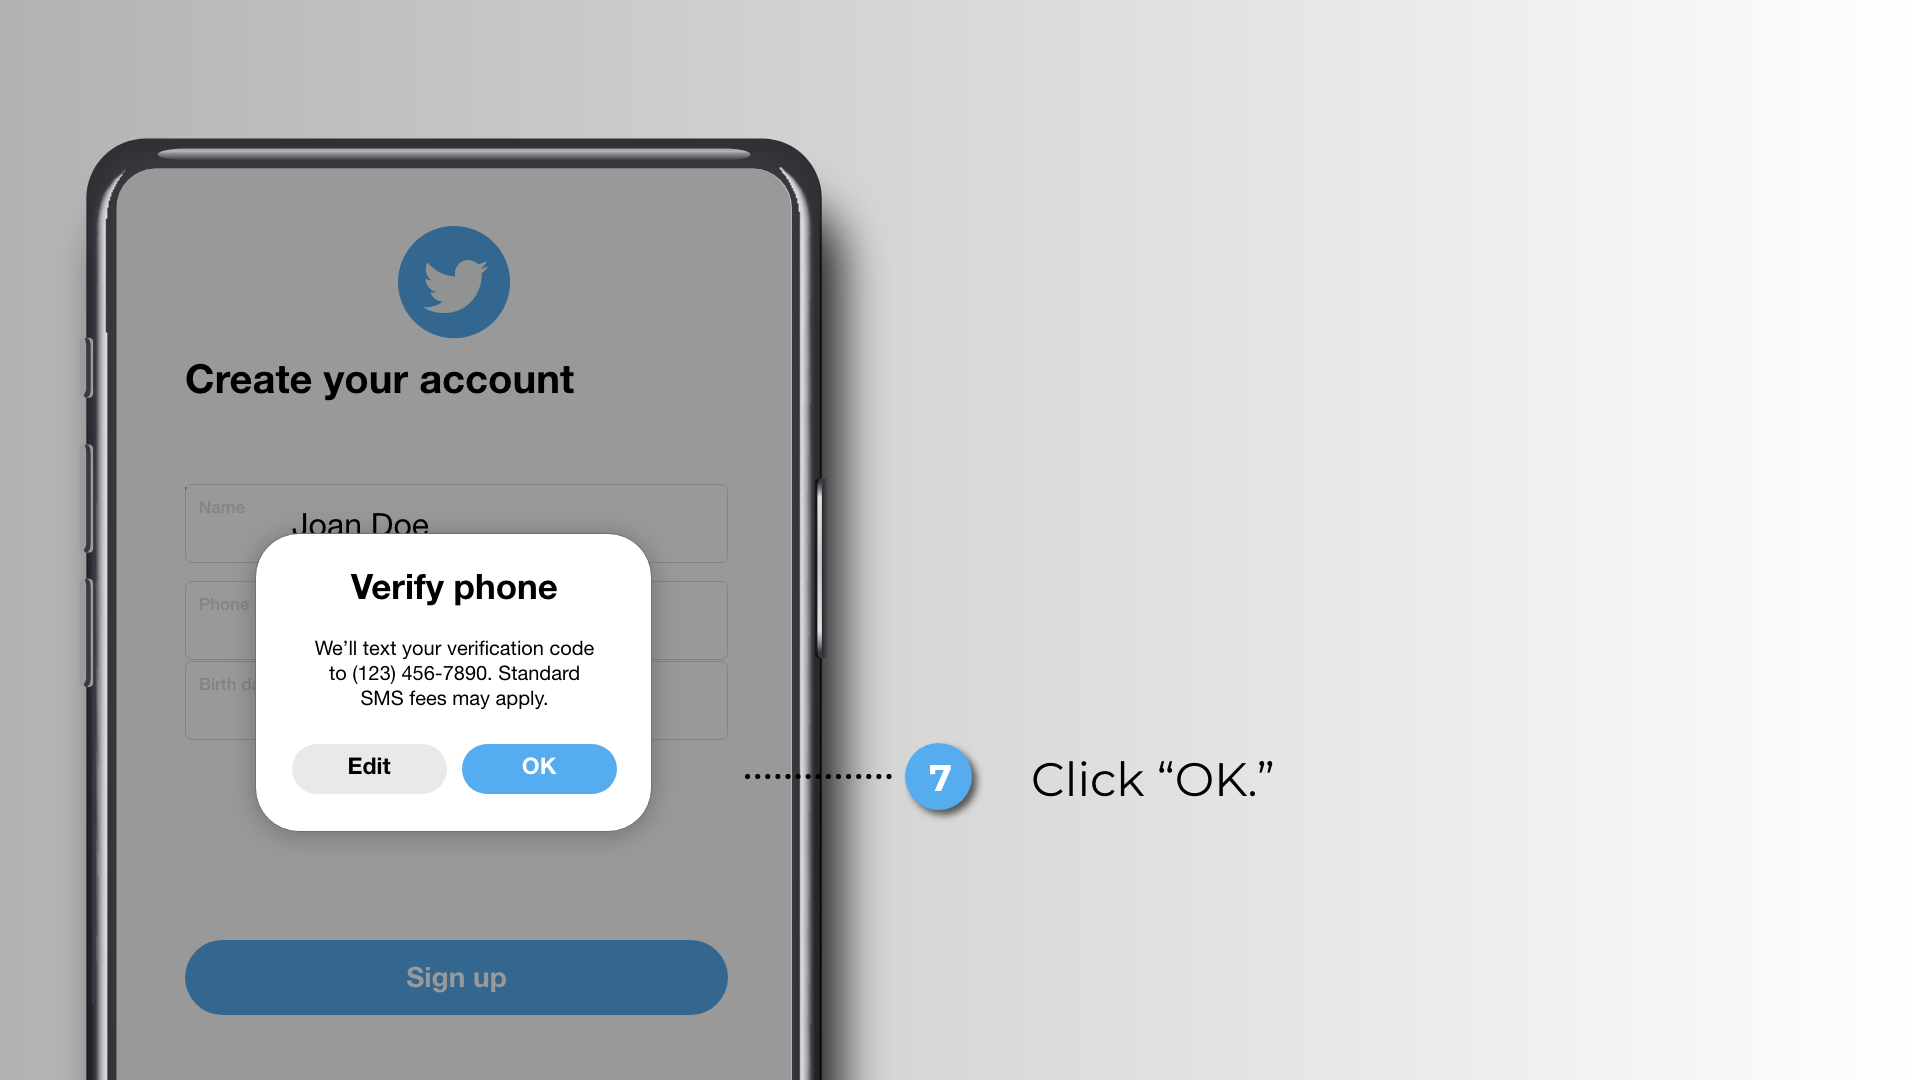 Create your account
Name
Joan Doe
Verify phone
Phone
We’ll text your verification code
to (123) 456-7890. Standard
SMS fees may apply.
Birth
Edit
OK
7
Click “OK.”
Sign up